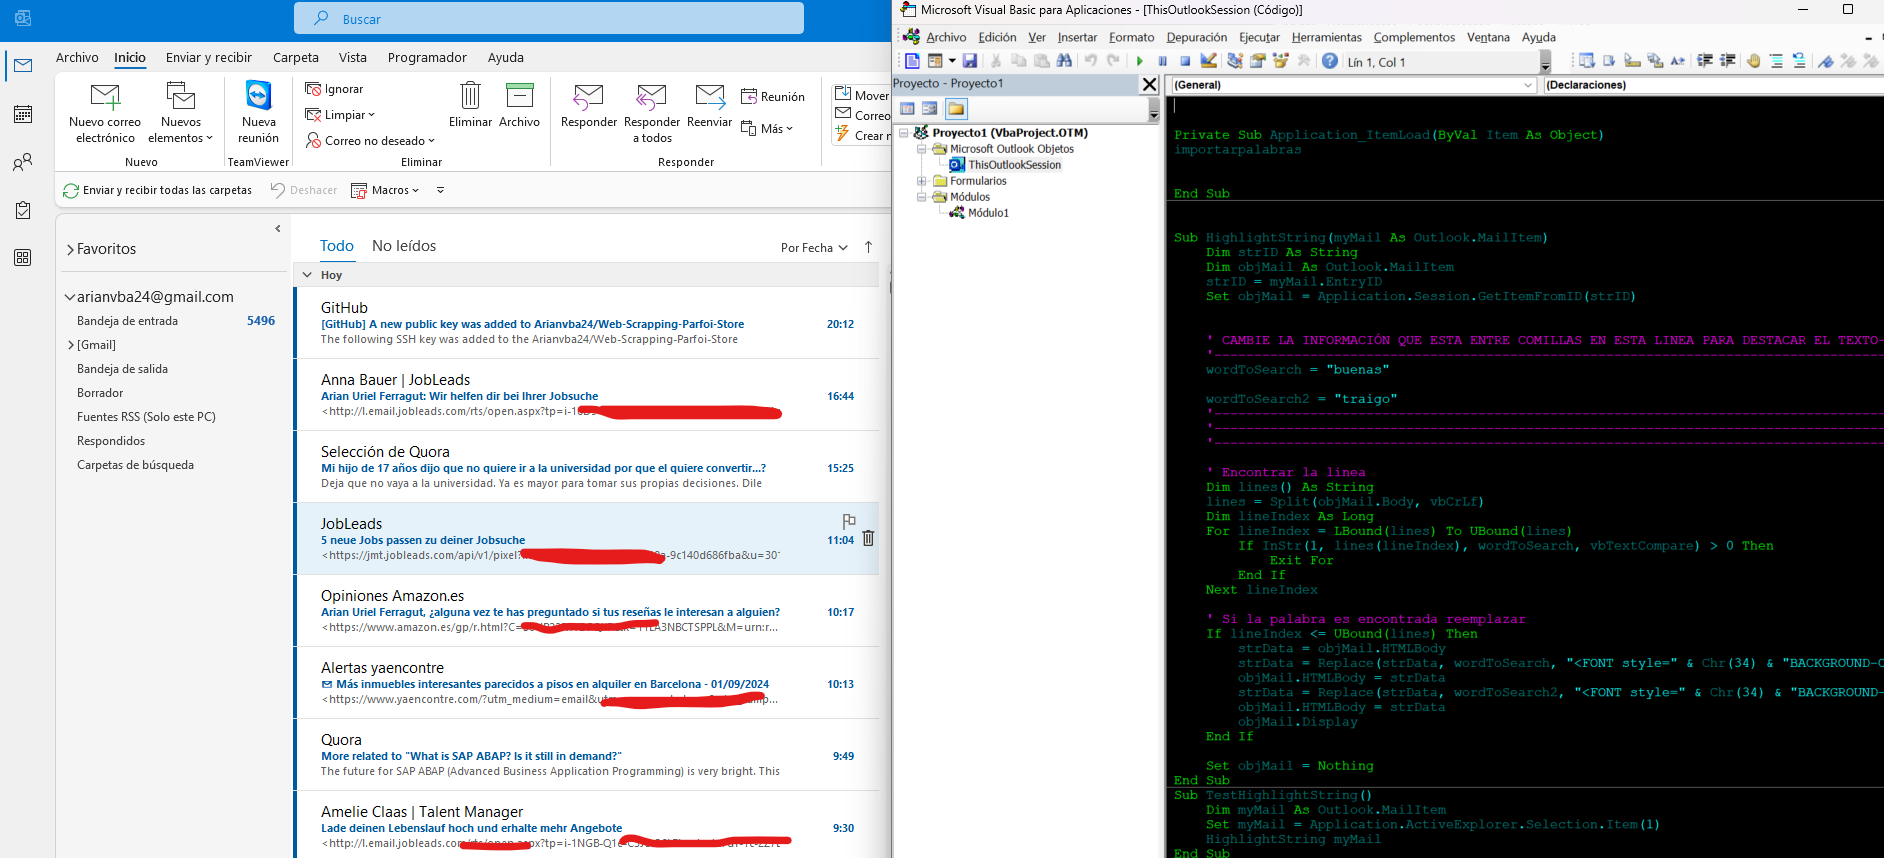 Buscar
Archivo Inicio Enviar y recibir Carpeta Vista Programador Ayuda
Nuevo correo electrónico
Nuevos elementos
Nuevo
Nueva reunión
TeamViewer
Ignorar
Limpiar
Correo no deseado
Eliminar
Archivo
Eliminar
Responder
Responder a todos
Reenviar
Reunión
Más
Responder
Mover
Correo
Crear n
Enviar y recibir todas las carpetas Deshacer Macros
Favoritos
arianvba24@gmail.com
Bandeja de entrada 5496
[Gmail]
Bandeja de salida
Borrador
Fuentes RSS (Solo este PC)
Respondidos
Carpetas de búsqueda
Todo No leídos Por Fecha
Hoy
GitHub
[GitHub] A new public key was added to Arianvba24/Web-Scrapping-Parfoi-Store 20:12
The following SSH key was added to the Arianvba24/Web-Scrapping-Parfoi-Store
Anna Bauer | JobLeads
Arian Uriel Ferragut: Wir helfen dir bei Ihrer Jobsuche 16:44
<http://l.email.jobleads.com/rts/open.aspx?tp=i-1
Selección de Quora
Mi hijo de 17 años dijo que no quiere ir a la universidad por que el quiere convertir...? 15:25
Deja que no vaya a la universidad. Ya es mayor para tomar sus propias decisiones. Dile
JobLeads
5 neue Jobs passen zu deiner Jobsuche 11:04
<https://jmt.jobleads.com/api/v1/pixel? -9c140d686fba&u=30
Opiniones Amazon.es
Arian Uriel Ferragut, ¿alguna vez te has preguntado si tus reseñas le interesan a alguien? 10:17
<https://www.amazon.es/gp/r.html?C= A3NBCTSPPL&M=urn:r...
Alertas yaencontre
Más inmuebles interesantes parecidos a pisos en alquiler en Barcelona - 01/09/2024 10:13
<https://www.yaencontre.com/?utm_medium=email&u mp...
Quora
More related to "What is SAP ABAP? Is it still in demand?" 9:49
The future for SAP ABAP (Advanced Business Application Programming) is very bright. This
Amelie Claas | Talent Manager
Lade deinen Lebenslauf hoch und erhalte mehr Angebote 9:30
<http://l.email.jobleads.com/ px?tp=i-1NGB-Q1
Microsoft Visual Basic para Aplicaciones - [ThisOutlookSession (Código)]
Archivo Edición Ver Insertar Formato Depuración Ejecutar Herramientas Complementos Ventana Ayuda
Lín 1, Col 1
Proyecto - Proyecto1
Proyecto1 (VbaProject.OTM)
Microsoft Outlook Objetos
ThisOutlookSession
Formularios
Módulos
Módulo1
(General) (Declaraciones)
Private Sub Application_ItemLoad(ByVal Item As Object)
importarpalabras
End Sub
Sub HighlightString(myMail As Outlook.MailItem)
Dim strID As String
Dim objMail As Outlook.MailItem
strID = myMail.EntryID
Set objMail = Application.Session.GetItemFromID(strID)
' CAMBIE LA INFORMACIÓN QUE ESTA ENTRE COMILLAS EN ESTA LINEA PARA DESTACAR EL TEXTO-
'-----------------------------------------------------------------------------------
wordToSearch = "buenas"
wordToSearch2 = "traigo"
'-----------------------------------------------------------------------------------
'-----------------------------------------------------------------------------------
'-----------------------------------------------------------------------------------
' Encontrar la linea
Dim lines() As String
lines = Split(objMail.Body, vbCrLf)
Dim lineIndex As Long
For lineIndex = LBound(lines) To UBound(lines)
If InStr(1, lines(lineIndex), wordToSearch, vbTextCompare) > 0 Then
Exit For
End If
Next lineIndex
' Si la palabra es encontrada reemplazar
If lineIndex <= UBound(lines) Then
strData = objMail.HTMLBody
strData = Replace(strData, wordToSearch, "<FONT style=" & Chr(34) & "BACKGROUND-C
objMail.HTMLBody = strData
strData = Replace(strData, wordToSearch2, "<FONT style=" & Chr(34) & "BACKGROUND-
objMail.HTMLBody = strData
objMail.Display
End If
Set objMail = Nothing
End Sub
Sub TestHighlightString()
Dim myMail As Outlook.MailItem
Set myMail = Application.ActiveExplorer.Selection.Item(1)
HighlightString myMail
End Sub